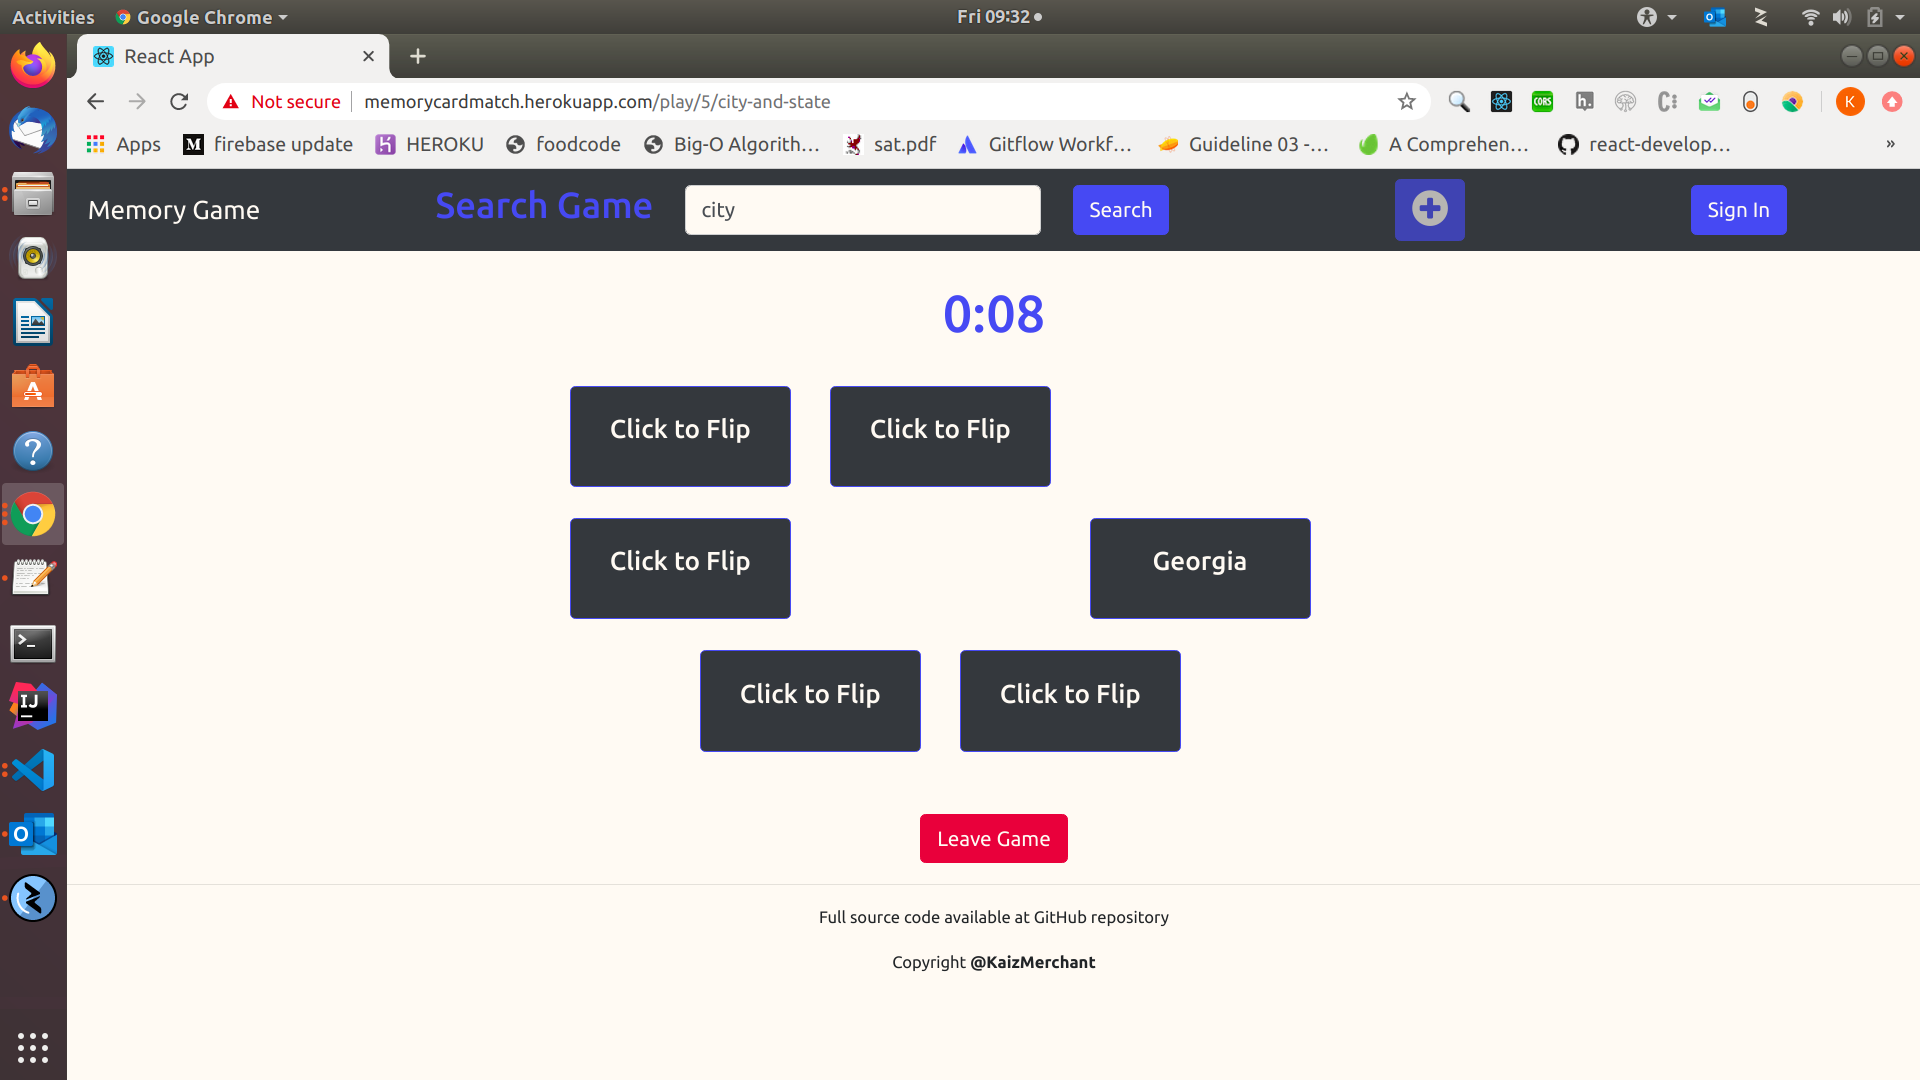 Activities Google Chrome Fri 09:32
React App
Not secure memorycardmatch.herokuapp.com/play/5/city-and-state K
Apps firebase update HEROKU foodcode Big-O Algorith... sat.pdf Gitflow Workf... Guideline 03 -... A Comprehen... react-develop... »
Memory Game Search Game city Search Sign In
0:08
Click to Flip Click to Flip
Click to Flip Georgia
Click to Flip Click to Flip
Leave Game
Full source code available at GitHub repository
Copyright @KaizMerchant